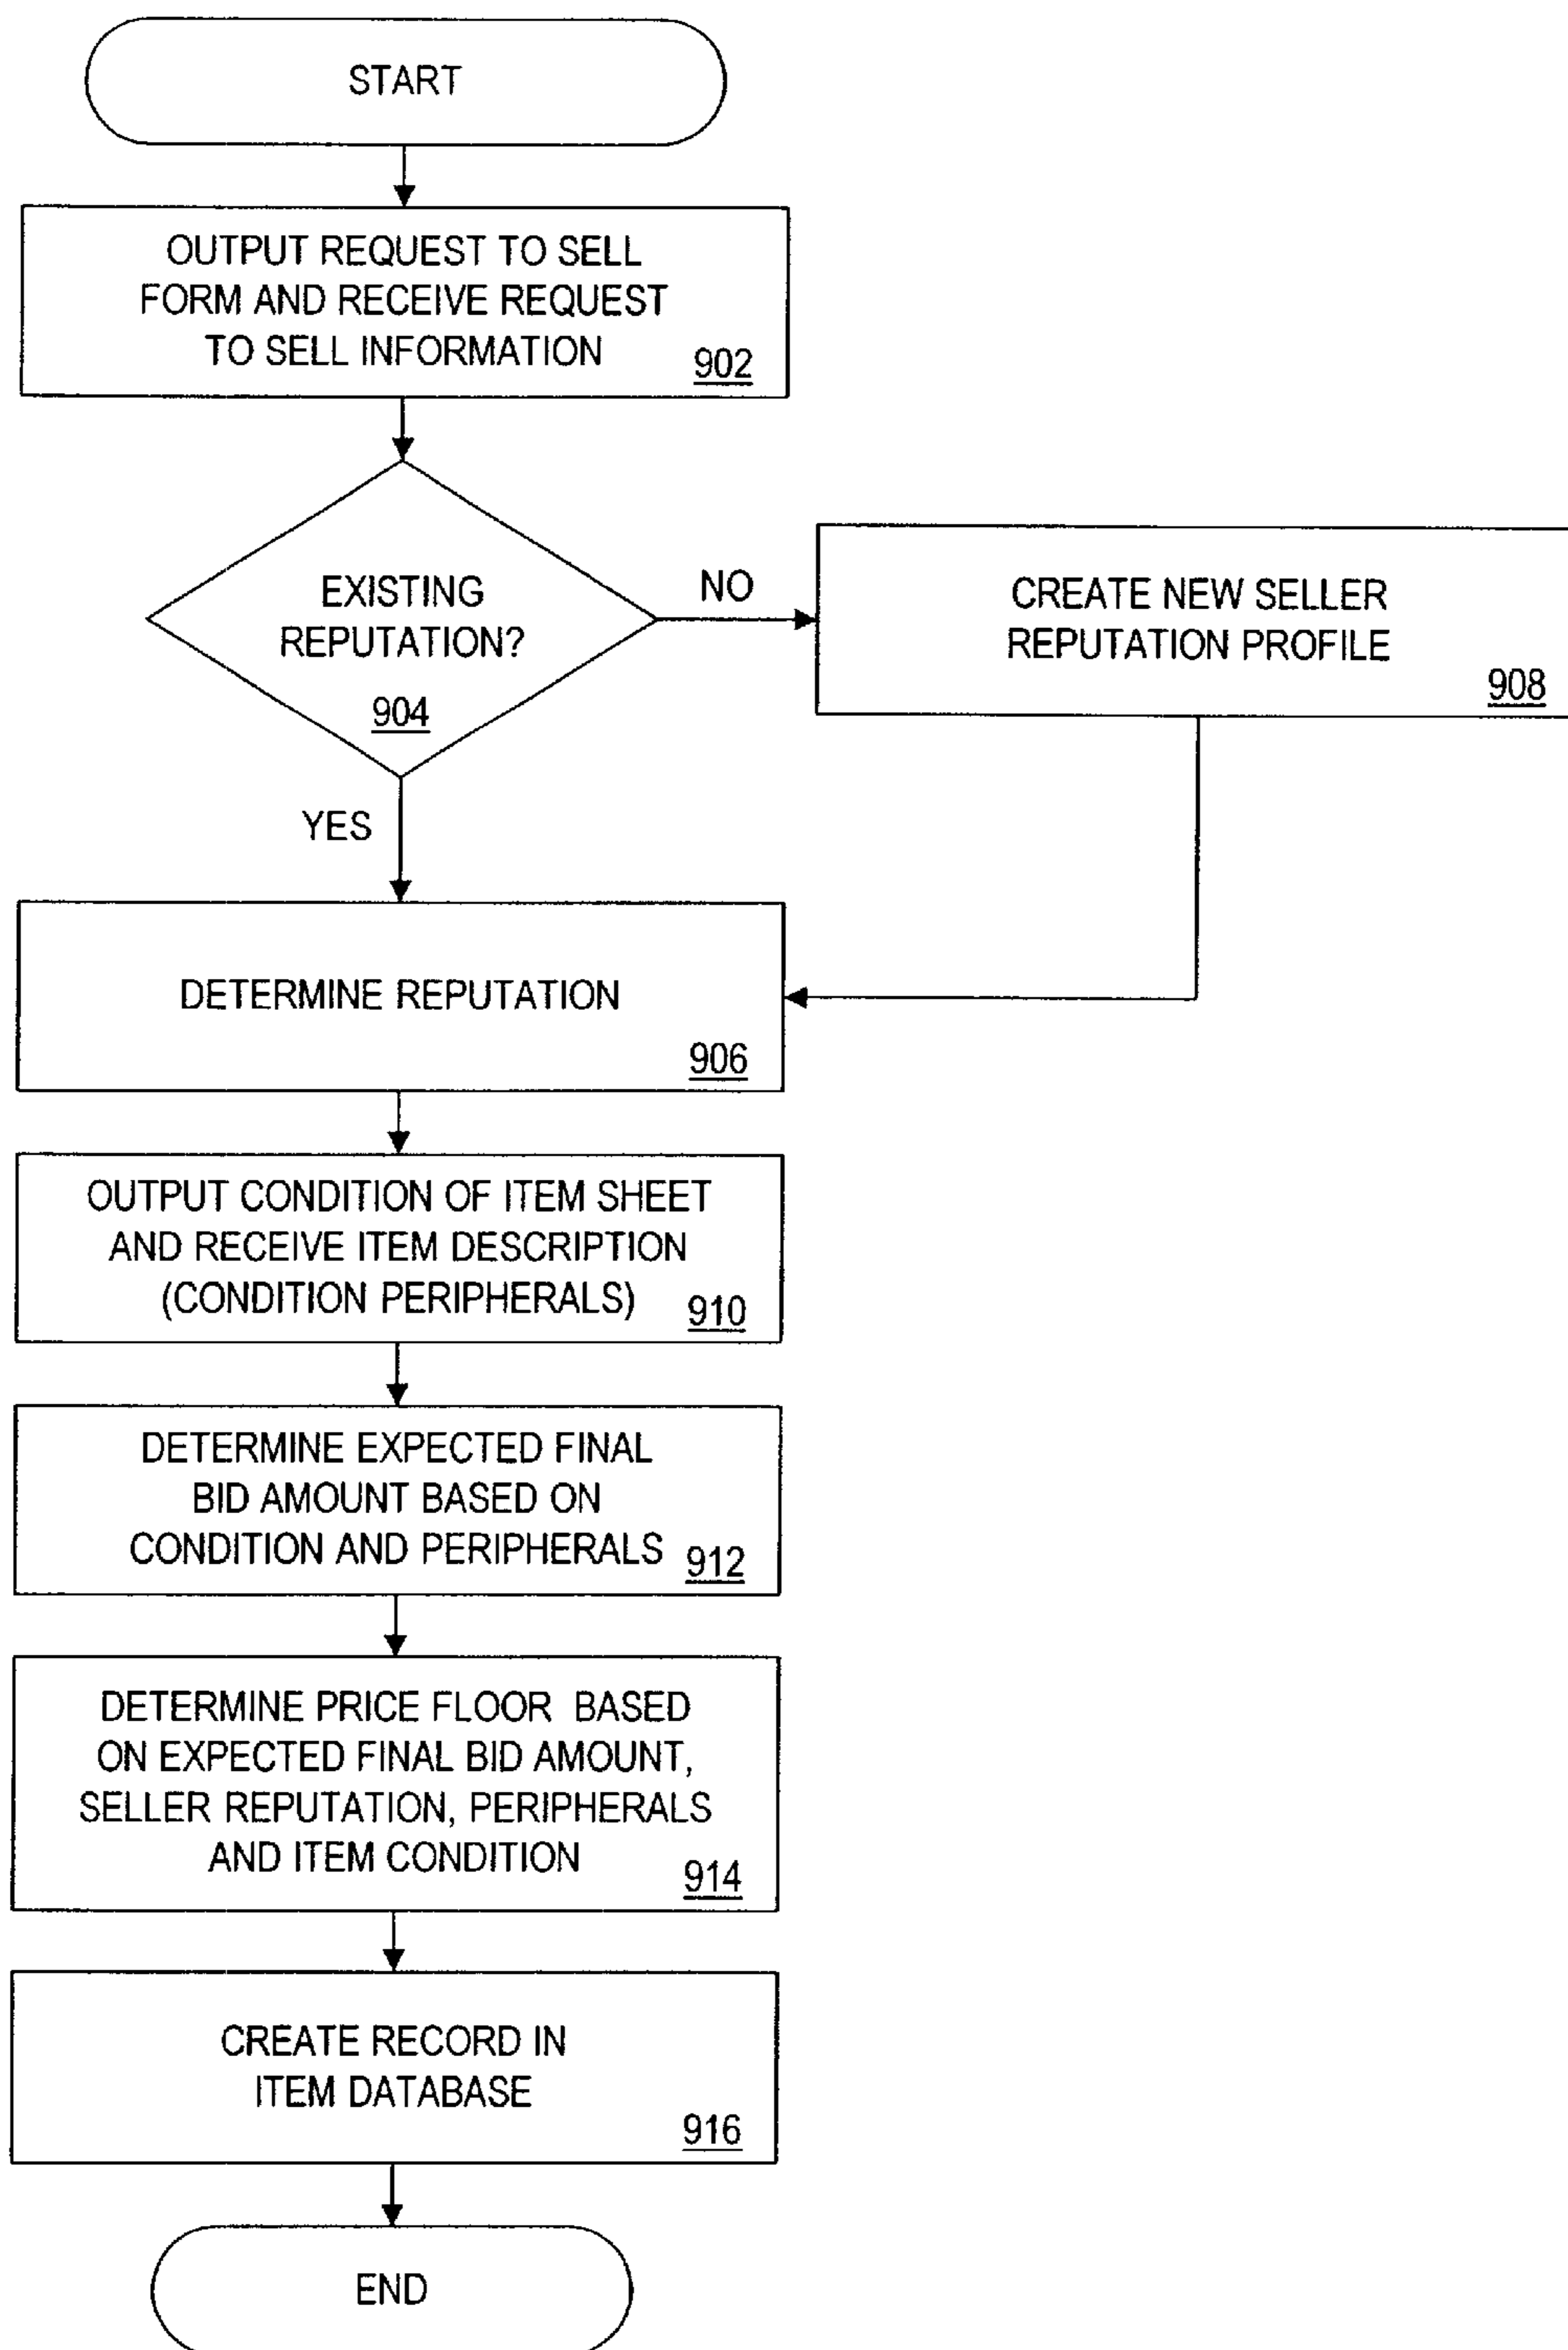 START
OUTPUT REQUEST TO SELL
FORM AND RECEIVE REQUEST
TO SELL INFORMATION
902
EXISTING
REPUTATION?
904
NO
CREATE NEW SELLER
REPUTATION PROFILE
908
YES
DETERMINE REPUTATION
906
OUTPUT CONDITION OF ITEM SHEET
AND RECEIVE ITEM DESCRIPTION
(CONDITION PERIPHERALS)
910
DETERMINE EXPECTED FINAL
BID AMOUNT BASED ON
CONDITION AND PERIPHERALS
912
DETERMINE PRICE FLOOR BASED
ON EXPECTED FINAL BID AMOUNT,
SELLER REPUTATION, PERIPHERALS
AND ITEM CONDITION
914
CREATE RECORD IN
ITEM DATABASE
916
END